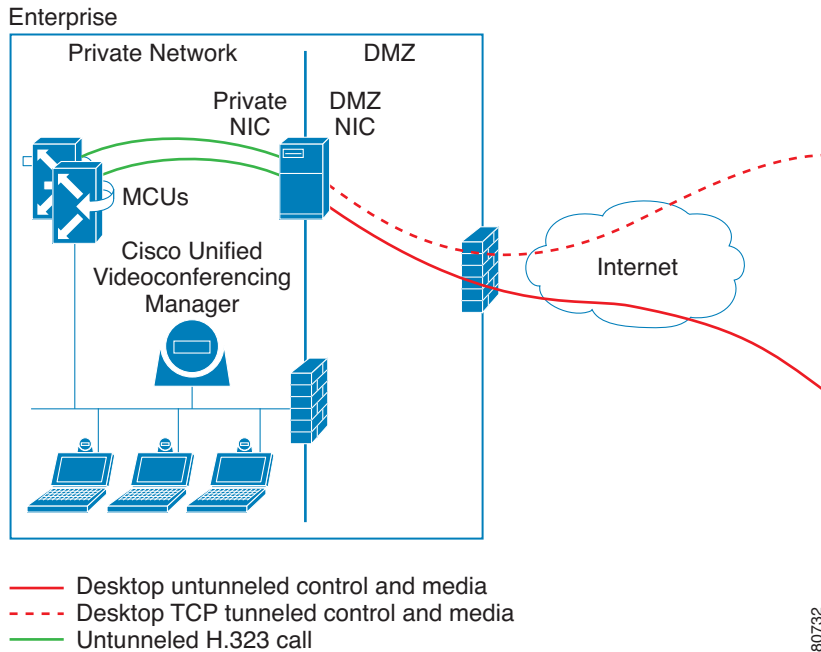 Enterprise
Private Network
DMZ
Private
NIC
DMZ
NIC
MCUs
Cisco Unified
Videoconferencing
Manager
Internet
Desktop untunneled control and media
Desktop TCP tunneled control and media
Untunneled H.323 call
80732